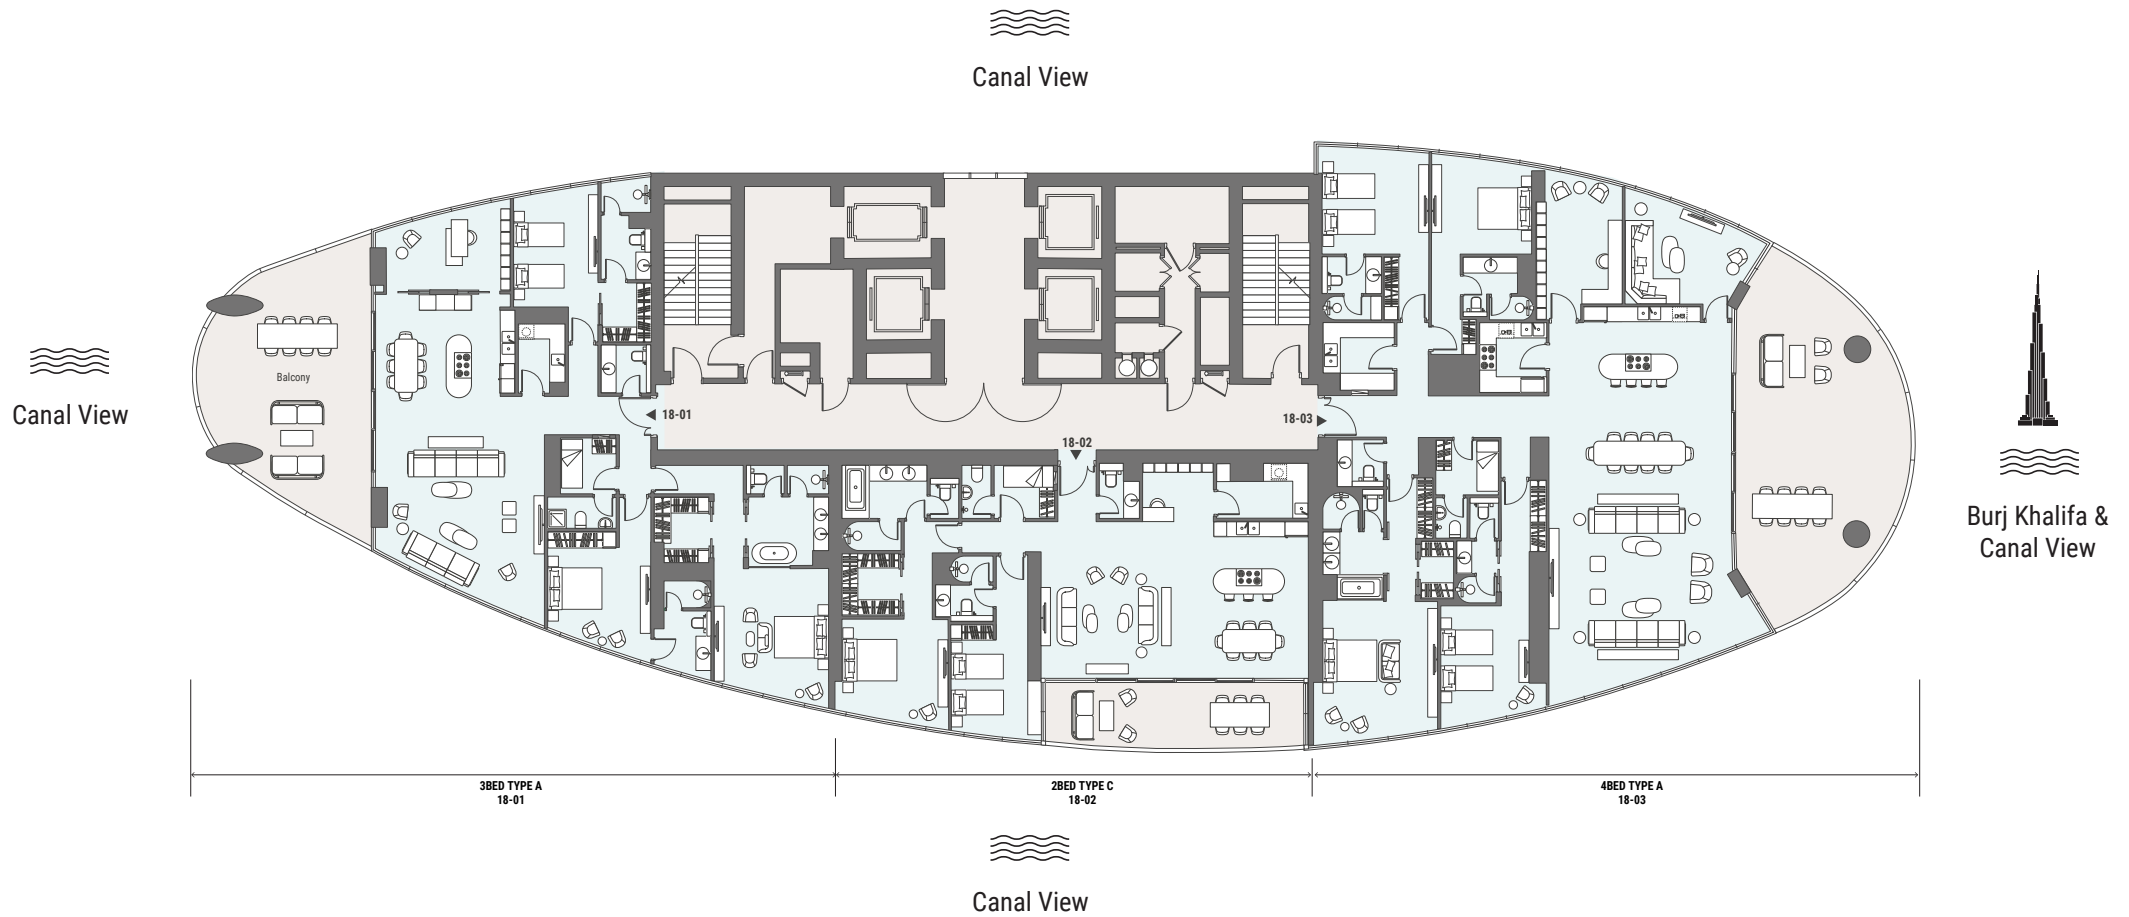 Canal View
Canal View
Balcony
18-01
18-02
18-03
Burj Khalifa &
Canal View
3BED TYPE A
18-01
2BED TYPE C
18-02
4BED TYPE A
18-03
Canal View